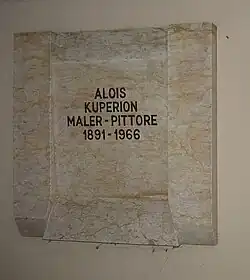 ALOIS
KUPERION
MALER-PITTORE
1891-1966